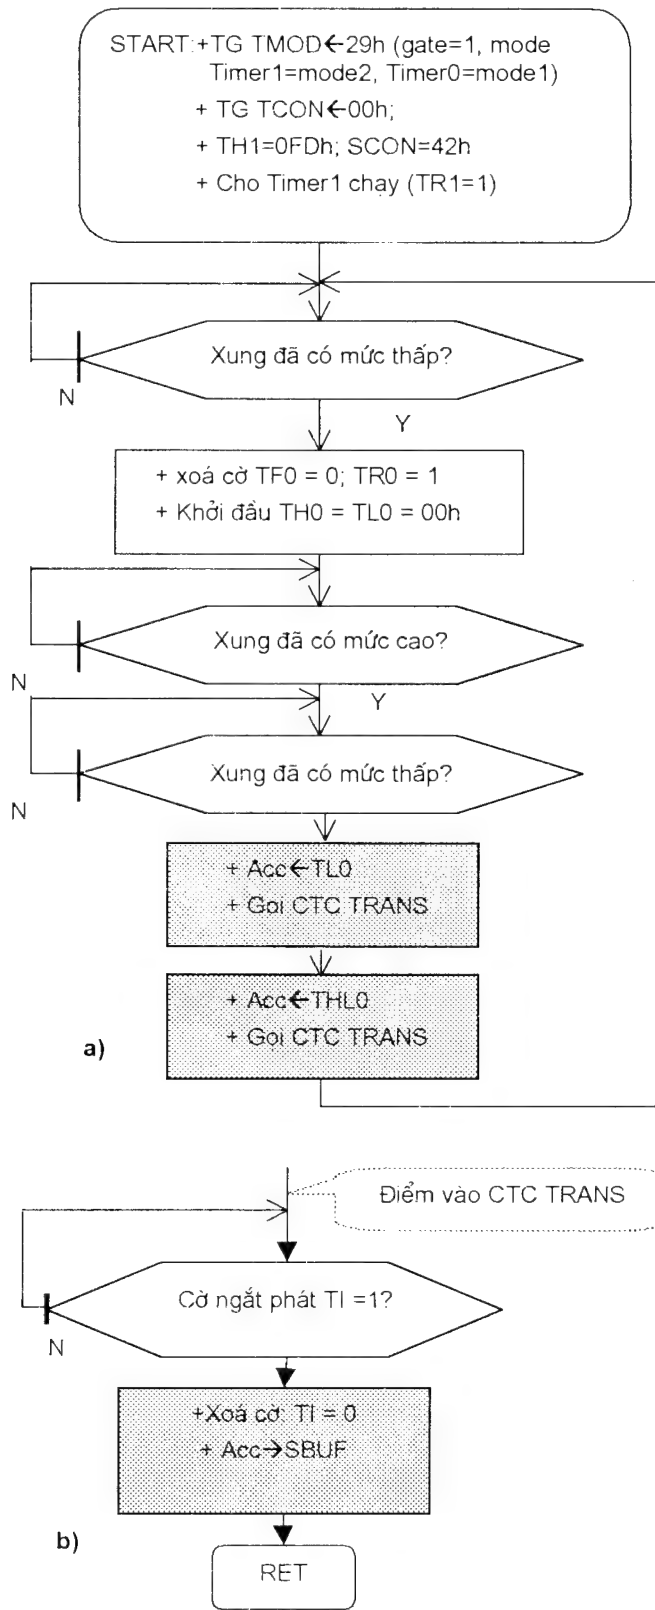 START:+TG TMOD←29h (gate=1, mode
Timer1=mode2, Timer0=mode1)
+ TG TCON←00h;
+ TH1=0FDh; SCON=42h
+ Cho Timer1 chạy (TR1=1)
Xung đã có mức thấp?
N
Y
+ xoá cờ TF0 = 0; TR0 = 1
+ Khởi đầu TH0 = TL0 = 00h
Xung đã có mức cao?
N
Y
Xung đã có mức thấp?
N
+ Acc←TL0
+ Gọi CTC TRANS
+ Acc←THL0
+ Gọi CTC TRANS
a)
Điểm vào CTC TRANS
Cờ ngắt phát TI =1?
N
+Xoá cờ: TI = 0
+ Acc→SBUF
b)
RET